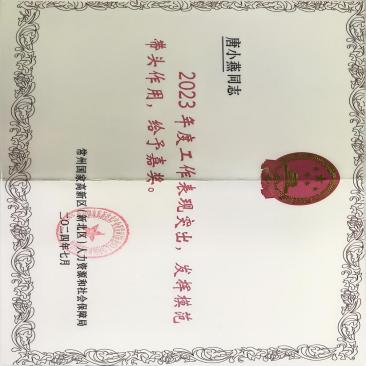 唐小燕同志
2023年度工作表现突出，发挥模范
带头作用，给予嘉奖。
常州国家高新区（新北区）人力资源和社会保障局
二〇二四年七月